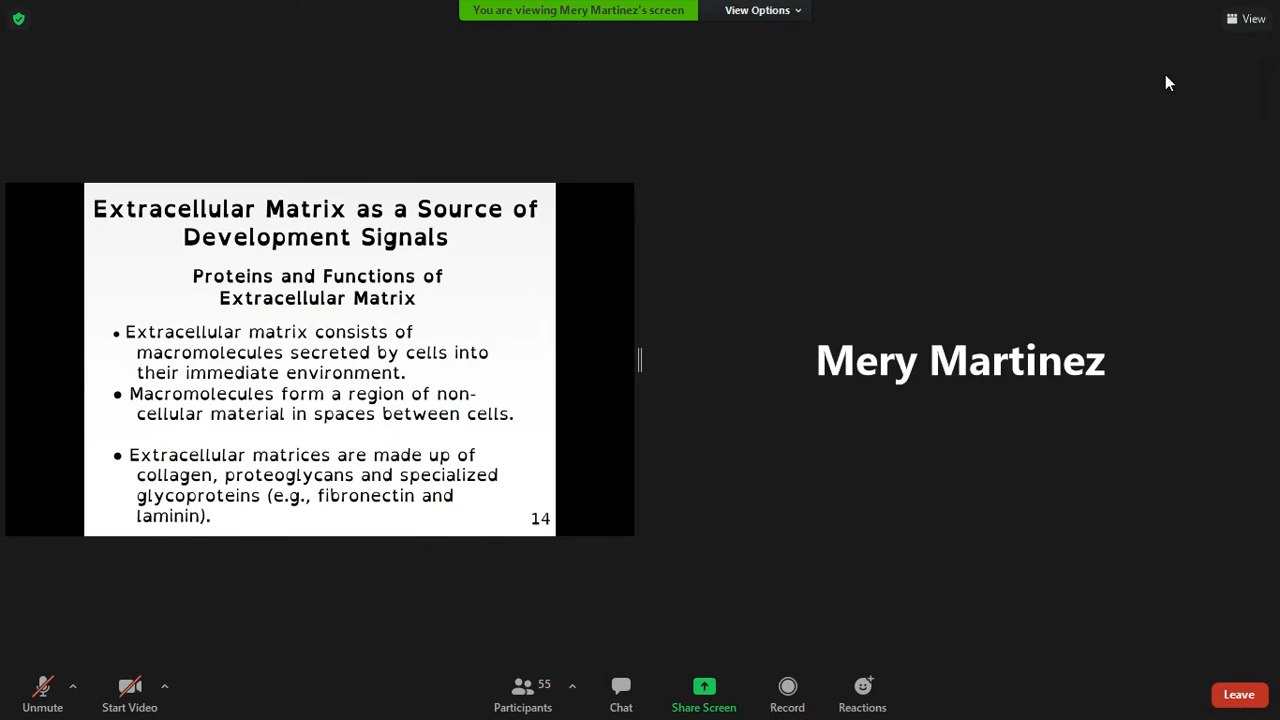 You are viewing Mery Martinez's screen
View Options
View
Extracellular Matrix as a Source of
Development Signals
Proteins and Functions of
Extracellular Matrix
• Extracellular matrix consists of
macromolecules secreted by cells into
their immediate environment.
• Macromolecules form a region of non-
cellular material in spaces between cells.
• Extracellular matrices are made up of
collagen, proteoglycans and specialized
glycoproteins (e.g., fibronectin and
laminin).
14
Mery Martinez
Unmute
Start Video
55
Participants
Chat
Share Screen
Record
Reactions
Leave